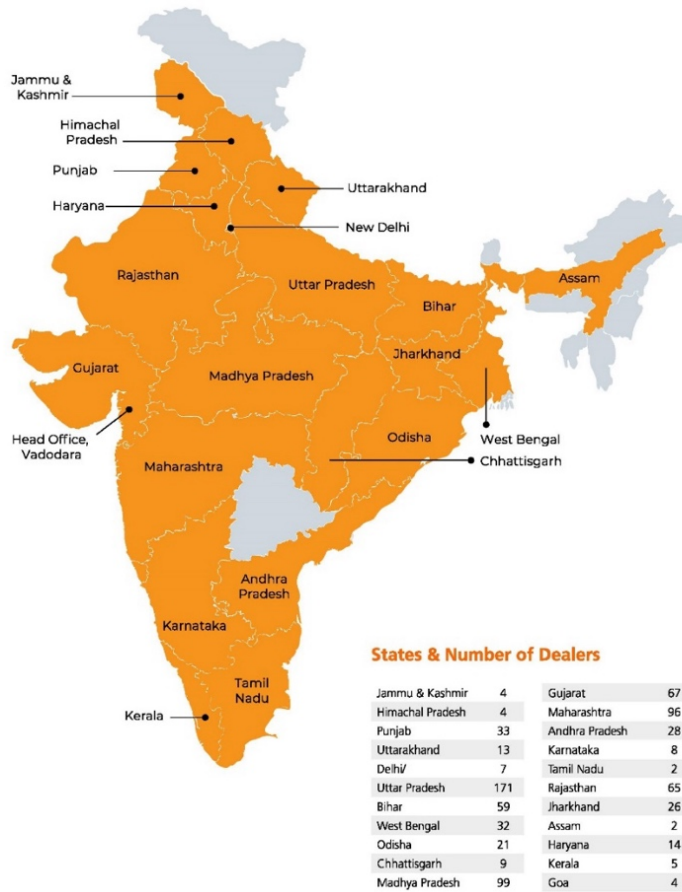 Jammu &
Kashmir
Himachal
Pradesh
Punjab
Uttarakhand
Haryana
New Delhi
Rajasthan
Uttar Pradesh
Assam
Bihar
Jharkhand
Gujarat
Madhya Pradesh
Head Office,
Vadodara
Odisha
West Bengal
Chhattisgarh
Maharashtra
Andhra
Pradesh
Karnataka
Tamil
Nadu
Kerala
States & Number of Dealers
Jammu & Kashmir 4
Himachal Pradesh 4
Punjab 33
Uttarakhand 13
Delhi/ 7
Uttar Pradesh 171
Bihar 59
West Bengal 32
Odisha 21
Chhattisgarh 9
Madhya Pradesh 99
Gujarat 67
Maharashtra 96
Andhra Pradesh 28
Karnataka 8
Tamil Nadu 2
Rajasthan 65
Jharkhand 26
Assam 2
Haryana 14
Kerala 5
Goa 4